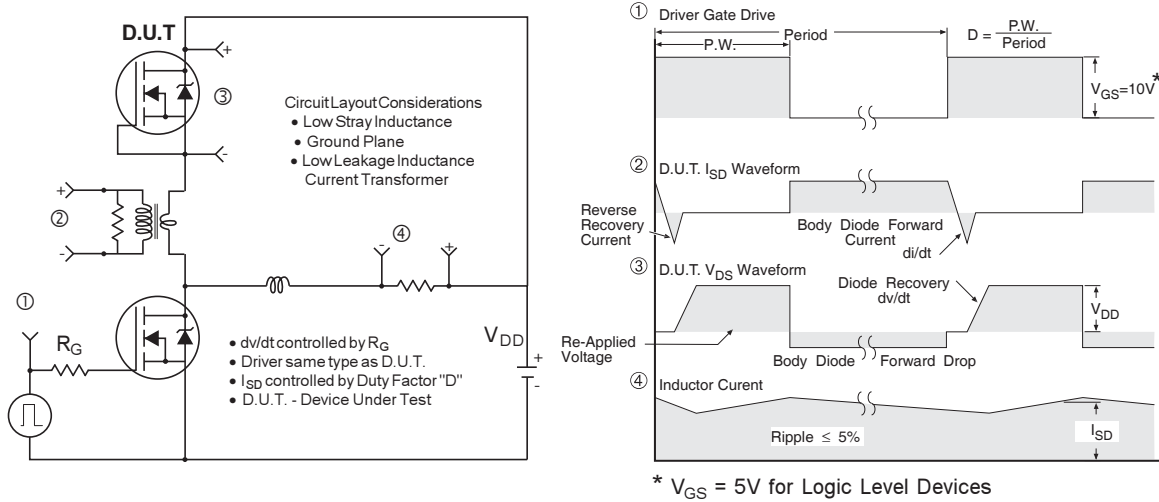 D.U.T
+
③
-
Circuit Layout Considerations
• Low Stray Inductance
• Ground Plane
• Low Leakage Inductance
Current Transformer
+
②
-
④
-
+
①
R_G
• dv/dt controlled by R_G
• Driver same type as D.U.T.
• I_SD controlled by Duty Factor "D"
• D.U.T. - Device Under Test
V_DD
+
-
① Driver Gate Drive
P.W.
Period
D = P.W.
Period
V_GS=10V*
② D.U.T. I_SD Waveform
Reverse
Recovery
Current
Body Diode Forward
Current
di/dt
③ D.U.T. V_DS Waveform
Diode Recovery
dv/dt
V_DD
Re-Applied
Voltage
Body Diode Forward Drop
④ Inductor Curent
Ripple ≤ 5%
I_SD
* V_GS = 5V for Logic Level Devices